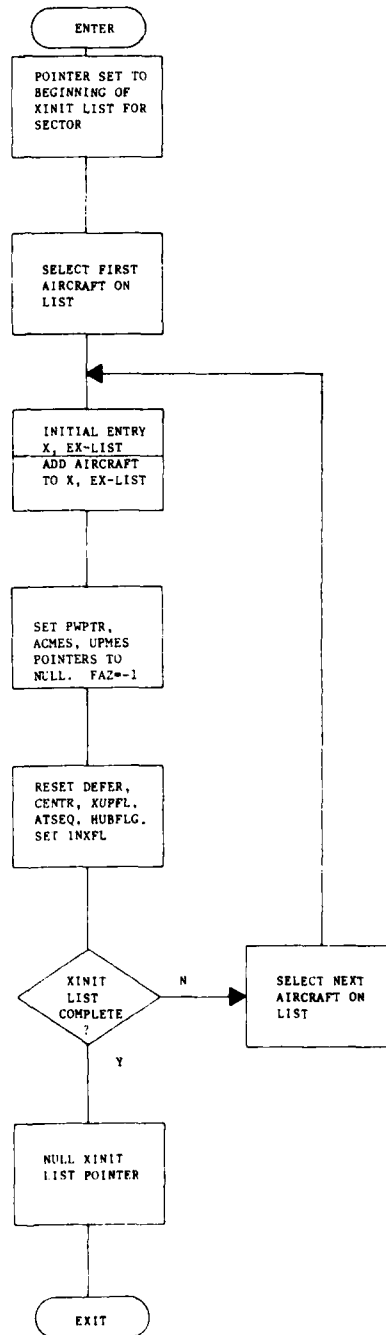 ENTER
POINTER SET TO
BEGINNING OF
XINIT LIST FOR
SECTOR
SELECT FIRST
AIRCRAFT ON
LIST
INITIAL ENTRY
X, EX-LIST
ADD AIRCRAFT
TO X, EX-LIST
SET PWPTR,
ACMES, UPMES
POINTERS TO
NULL. FAZ=-1
RESET DEFER,
CENTR, XUPFL,
ATSEQ, HUBFLG.
SET INXFL
XINIT
LIST
COMPLETE
?
N
SELECT NEXT
AIRCRAFT ON
LIST
Y
NULL XINIT
LIST POINTER
EXIT